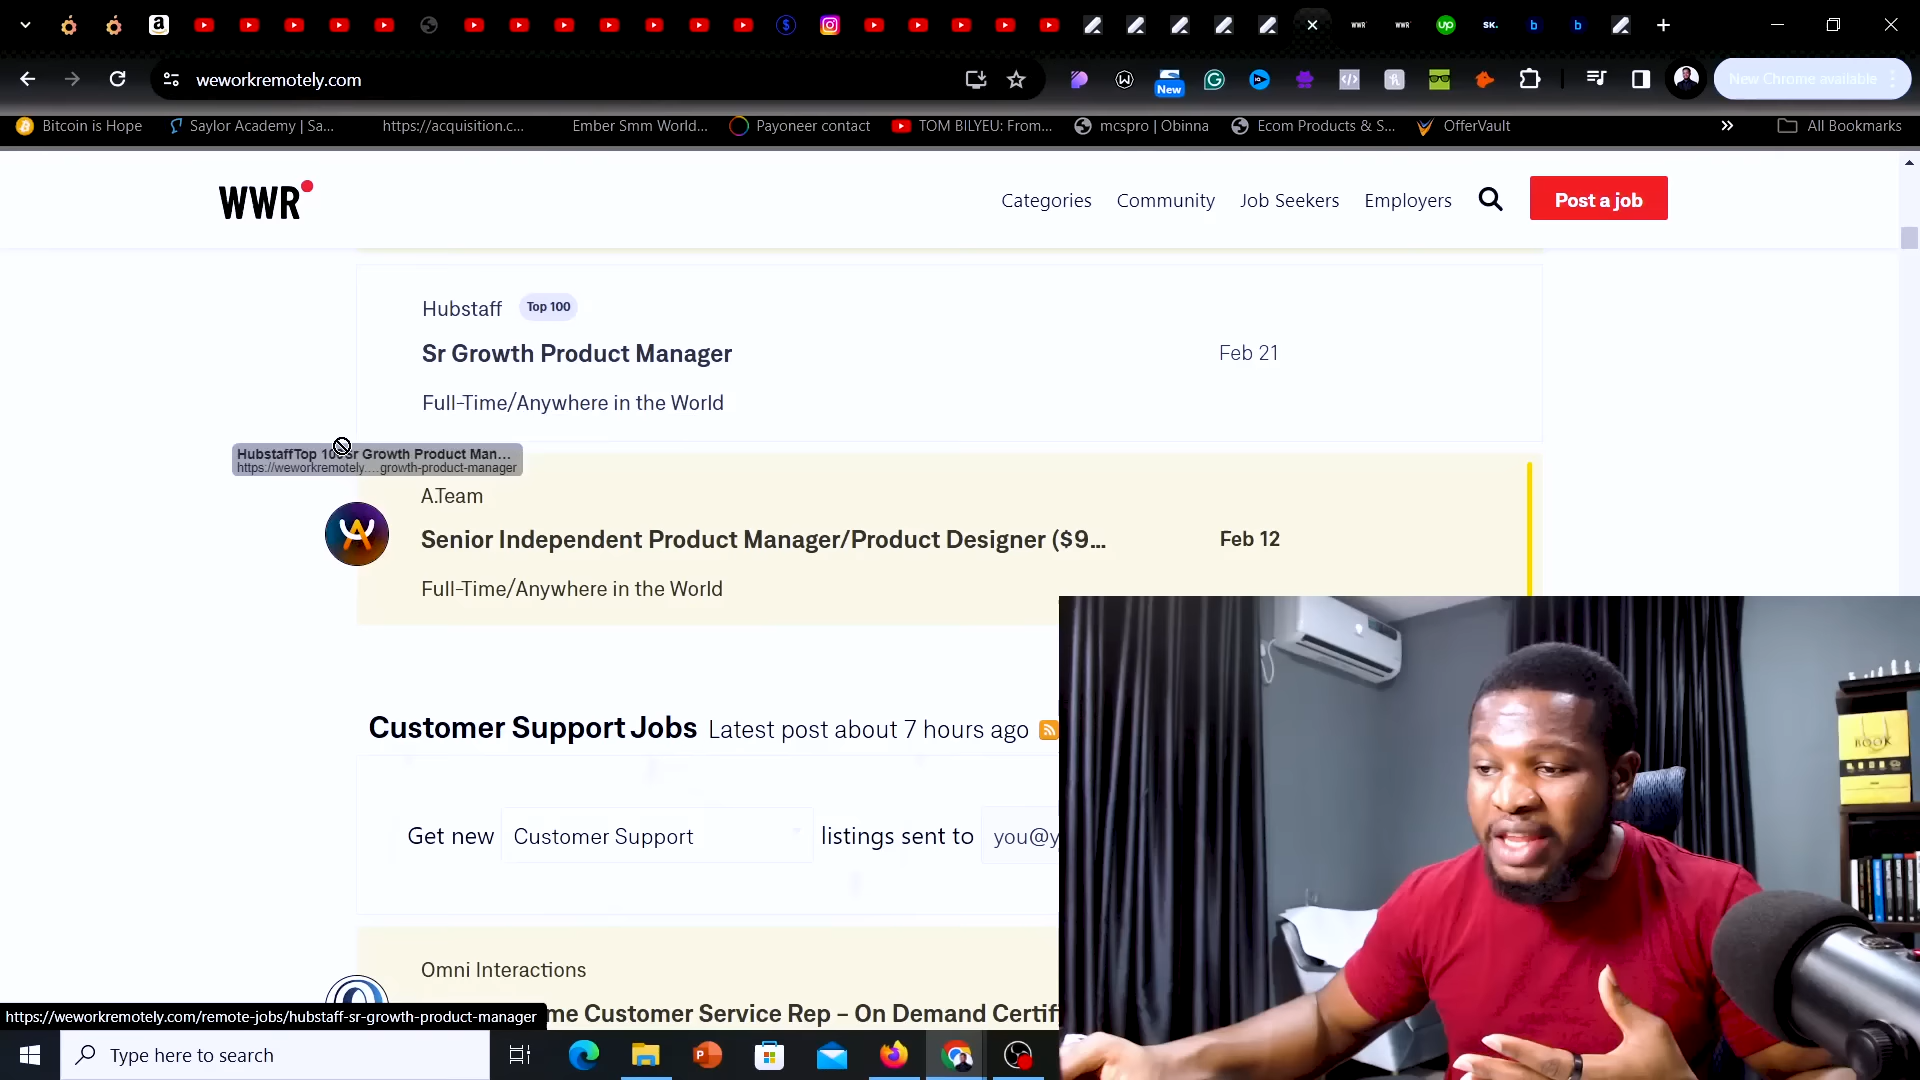 weworkremotely.com
New
New Chrome available
Bitcoin is Hope
Saylor Academy | Sa...
https://acquisition.c...
Ember Smm World...
Payoneer contact
TOM BILYEU: From...
mcspro | Obinna
Ecom Products & S...
OfferVault
All Bookmarks
WWR
Categories
Community
Job Seekers
Employers
Post a job
Hubstaff
Top 100
Sr Growth Product Manager
Feb 21
Full-Time/Anywhere in the World
https://weworkremotely....growth-product-manager
A.Team
Senior Independent Product Manager/Product Designer ($9...
Feb 12
Full-Time/Anywhere in the World
Customer Support Jobs
Latest post about 7 hours ago
Get new Customer Support listings sent to you@y
Omni Interactions
me Customer Service Rep – On Demand Certif
https://weworkremotely.com/remote-jobs/hubstaff-sr-growth-product-manager
Type here to search
BOOK